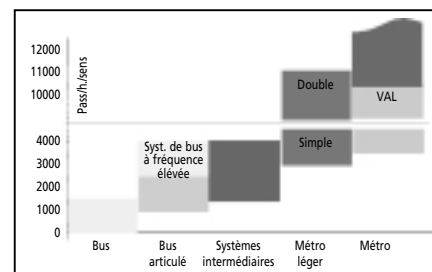 12000
11000
10000
4000
3000
2000
1000
0
Pass/h./sens
Syst. de bus
à fréquence
élévée
Double
Simple
VAL
Bus
Bus
articulé
Systèmes
intermédiaires
Métro
léger
Métro